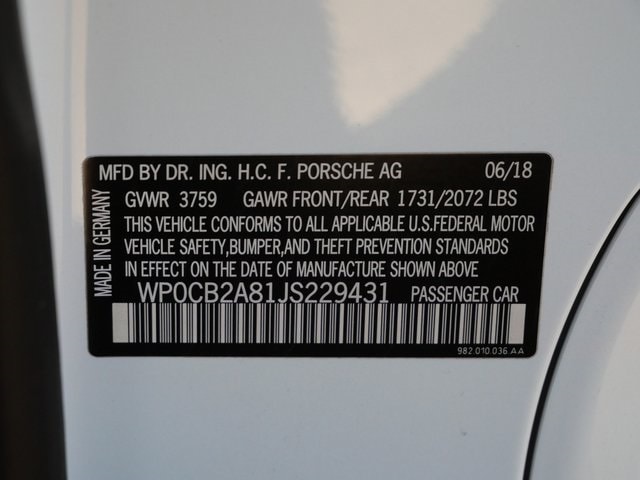 MFD BY DR. ING. H.C. F. PORSCHE AG 06/18
GVWR 3759 GAWR FRONT/REAR 1731/2072 LBS
THIS VEHICLE CONFORMS TO ALL APPLICABLE U.S.FEDERAL MOTOR
VEHICLE SAFETY,BUMPER,AND THEFT PREVENTION STANDARDS
IN EFFECT ON THE DATE OF MANUFACTURE SHOWN ABOVE
WP0CB2A81JS229431 PASSENGER CAR
982.010.036 AA
MADE IN GERMANY